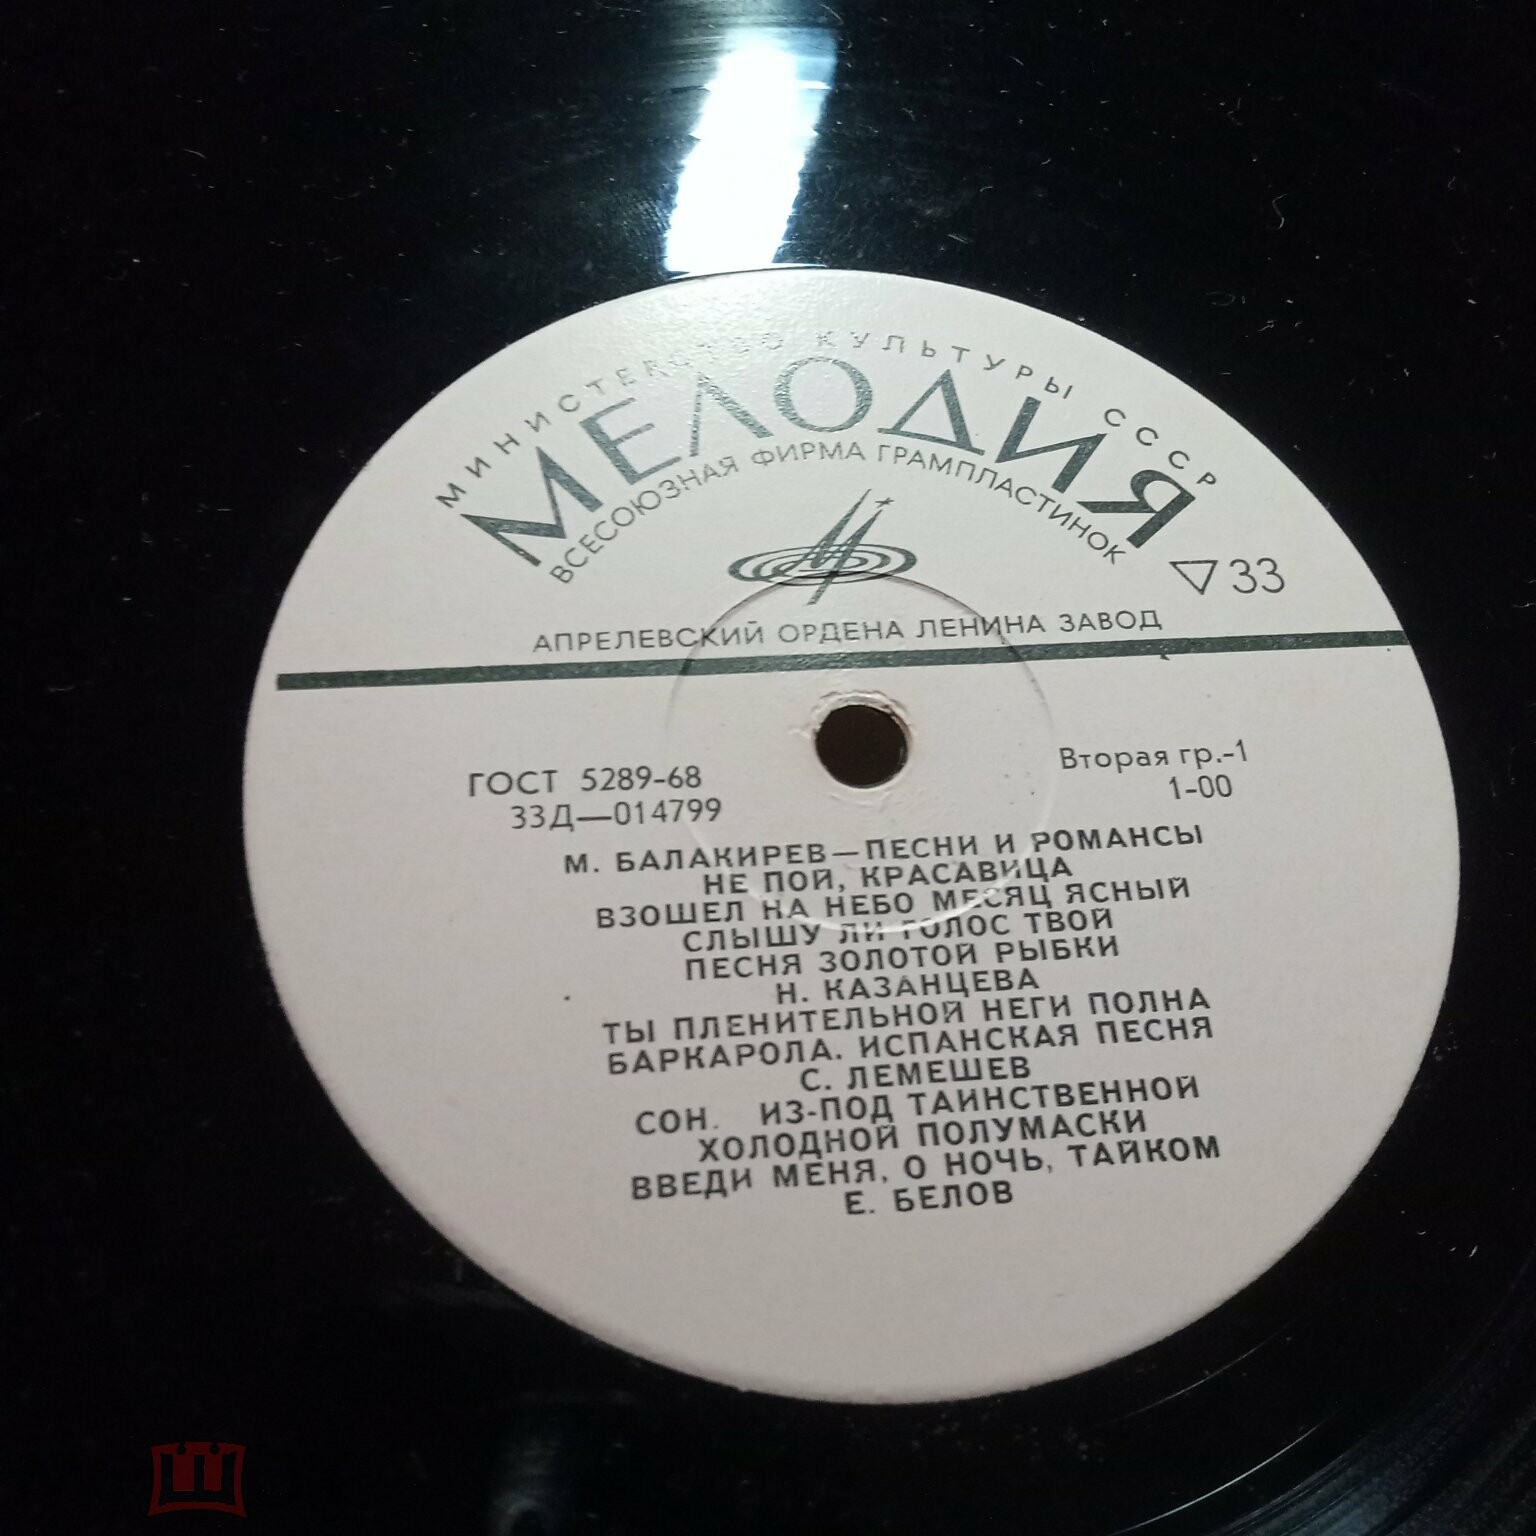 МИНИСТЕРСТВО КУЛЬТУРЫ СССР
МЕЛОДИЯ
ВСЕСОЮЗНАЯ ФИРМА ГРАМПЛАСТИНОК
▽33
АПРЕЛЕВСКИЙ ОРДЕНА ЛЕНИНА ЗАВОД
ГОСТ 5289-68
33Д—014799
Вторая гр.-1
1-00
М. БАЛАКИРЕВ—ПЕСНИ И РОМАНСЫ
НЕ ПОЙ, КРАСАВИЦА
ВЗОШЕЛ НА НЕБО МЕСЯЦ ЯСНЫЙ
СЛЫШУ ЛИ ГОЛОС ТВОЙ
ПЕСНЯ ЗОЛОТОЙ РЫБКИ
Н. КАЗАНЦЕВА
ТЫ ПЛЕНИТЕЛЬНОЙ НЕГИ ПОЛНА
БАРКАРОЛА. ИСПАНСКАЯ ПЕСНЯ
С. ЛЕМЕШЕВ
СОН. ИЗ-ПОД ТАИНСТВЕННОЙ
ХОЛОДНОЙ ПОЛУМАСКИ
ВВЕДИ МЕНЯ, О НОЧЬ, ТАЙКОМ
Е. БЕЛОВ